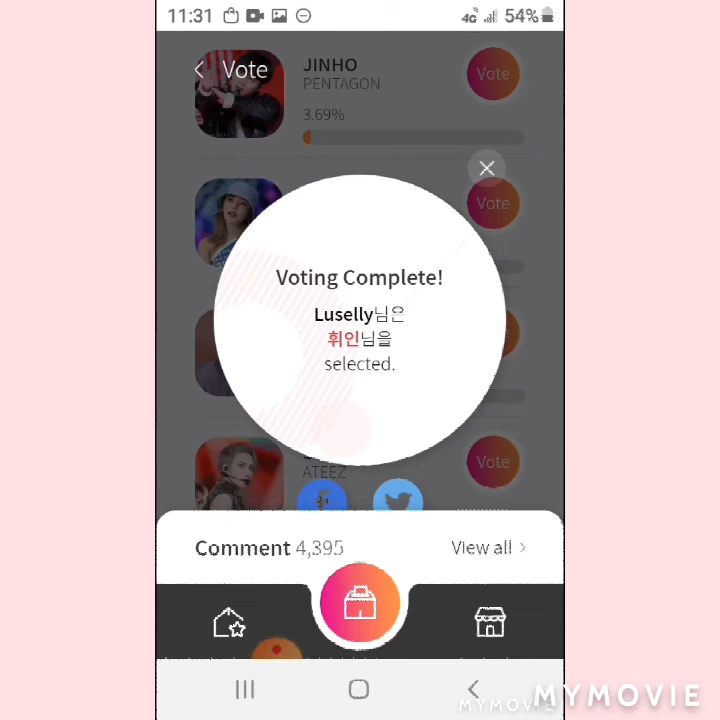 11:31
4G
54%
Vote
JINHO
PENTAGON
Vote
3.69%
Vote
Voting Complete!
Luselly님은
휘인님을
selected.
ATEEZ
Vote
Comment 4,395
View all
MYMOVIE
MYMOVIE